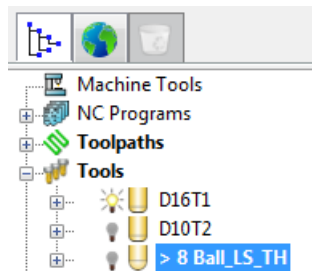 Machine Tools
NC Programs
Toolpaths
Tools
D16T1
D10T2
> 8 Ball_LS_TH